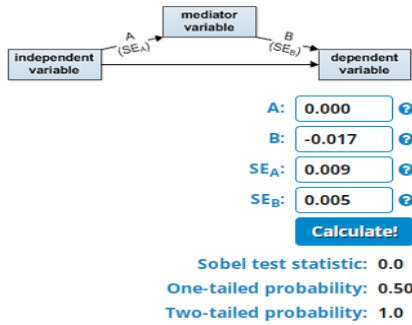 mediator
variable
A
(SEA)
B
(SEB)
independent
variable
dependent
variable
A: 0.000 ?
B: -0.017 ?
SEA: 0.009 ?
SEB: 0.005 ?
Calculate!
Sobel test statistic: 0.0
One-tailed probability: 0.50
Two-tailed probability: 1.0